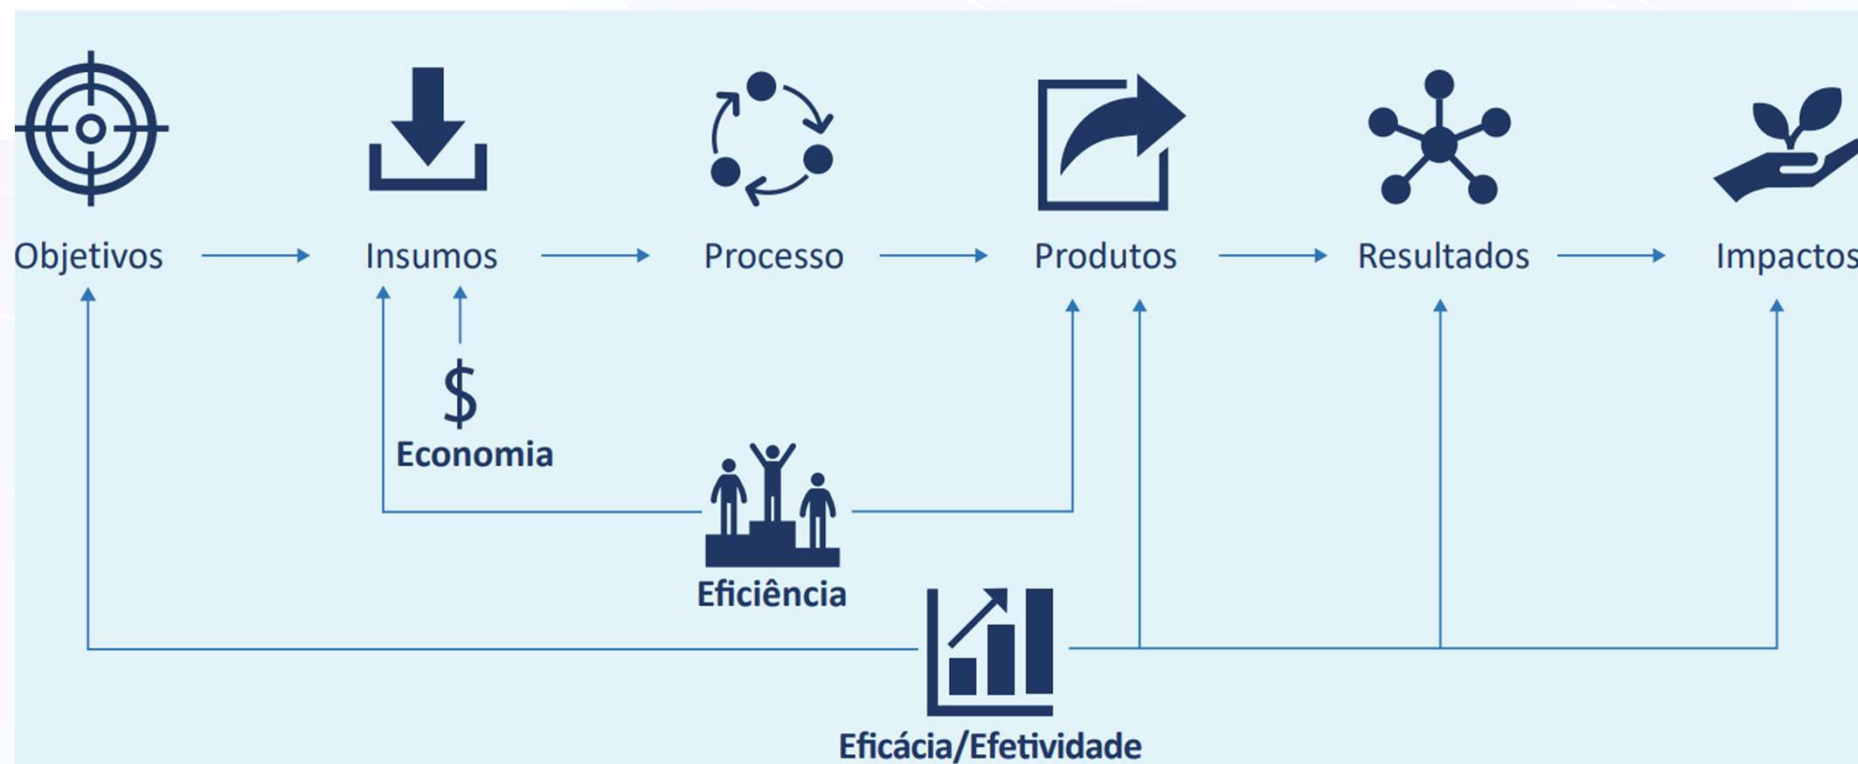 Objetivos
Insumos
Processo
Produtos
Resultados
Impactos
$
Economia
Eficiência
Eficácia/Efetividade